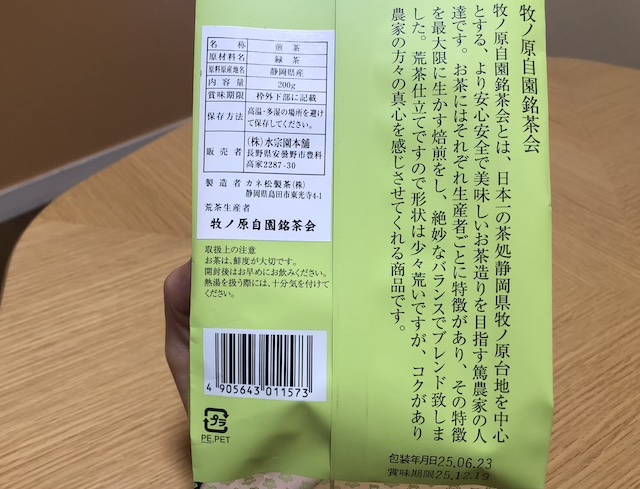 牧ノ原自園銘茶会
牧ノ原自園銘茶会とは、日本一の茶処静岡県牧ノ原台地を中心
とする、より安心安全で美味しいお茶造りを目指す篤農家の人
達です。お茶にはそれぞれ生産者ごとに特徴があり、その特徴
を最大限に生かす焙煎をし、絶妙なバランスでブレンド致しま
した。荒茶仕立てですので形状は少々荒いですが、コクがあり
農家の方々の真心を感じさせてくれる商品です。
名称 煎茶
原材料名 緑茶
原料原産地名 静岡県産
内容量 200g
賞味期限 枠外下部に記載
保存方法 高温・多湿の場所を避け
て保存してください。
販売者 (株)水宗園本舗
長野県安曇野市豊科
高家2287-30
製造者 カネ松製茶(株)
静岡県島田市東光寺4-1
荒茶生産者
牧ノ原自園銘茶会
取扱上の注意
お茶は、鮮度が大切です。
開封後はお早めにお飲みください。
熱湯を扱う際には、十分気を付けて
ください。
4 905643 011573
プラ
PE,PET
包装年月日25.06.23
賞味期限25.12.19